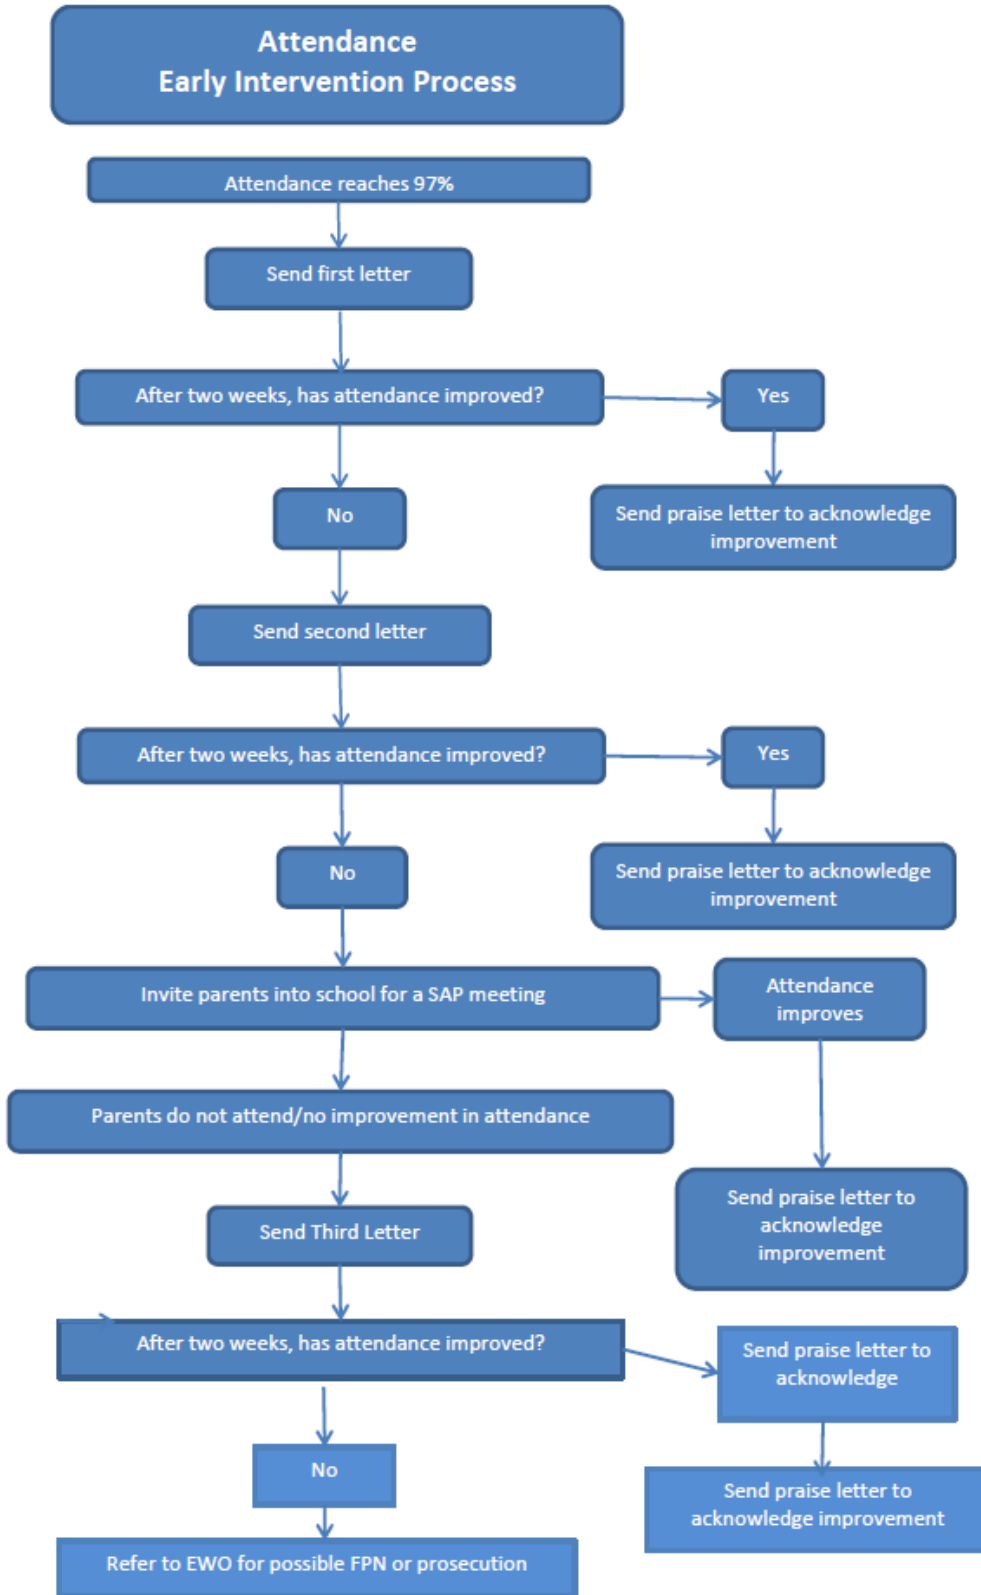 Attendance
Early Intervention Process
Attendance reaches 97%
Send first letter
After two weeks, has attendance improved?
Yes
Send praise letter to acknowledge
improvement
No
Send second letter
After two weeks, has attendance improved?
Yes
Send praise letter to acknowledge
improvement
No
Invite parents into school for a SAP meeting
Attendance
improves
Parents do not attend/no improvement in attendance
Send praise letter to
acknowledge
improvement
Send Third Letter
After two weeks, has attendance improved?
Send praise letter to
acknowledge
No
Send praise letter to
acknowledge improvement
Refer to EWO for possible FPN or prosecution